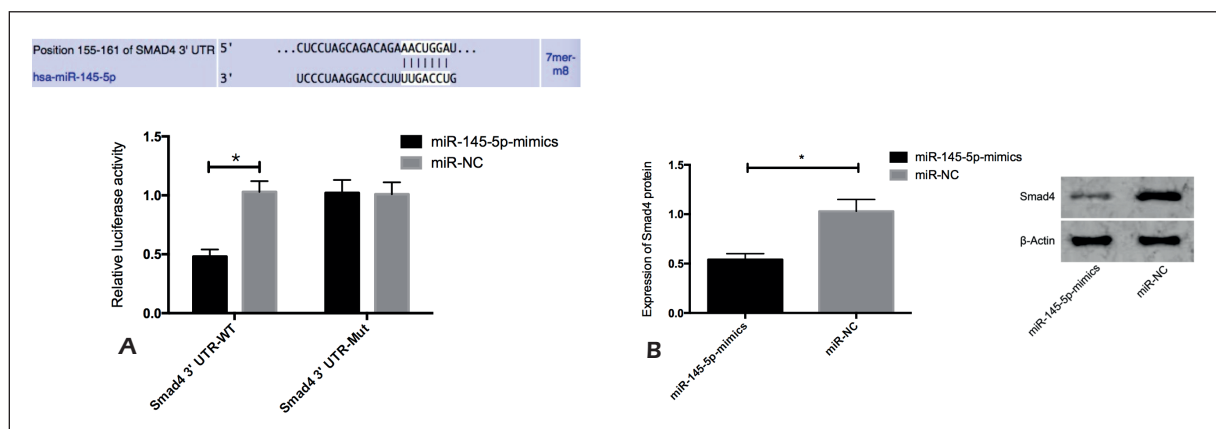 Position 155-161 of SMAD4 3' UTR 5' ...CUCCUAGCAGACAGAAACUGGAU...
hsa-miR-145-5p 3' UCCCUAAGGACCCUUUUGACCUG
7mer-
m8
miR-145-5p-mimics
miR-NC
Relative luciferase activity
1.5
1.0
0.5
0.0
*
Smad4 3' UTR-WT
Smad4 3' UTR-Mut
A
miR-145-5p-mimics
miR-NC
Expression of Smad4 protein
1.5
1.0
0.5
0.0
*
miR-145-5p-mimics
miR-NC
B
Smad4
β-Actin
miR-145-5p-mimics
miR-NC